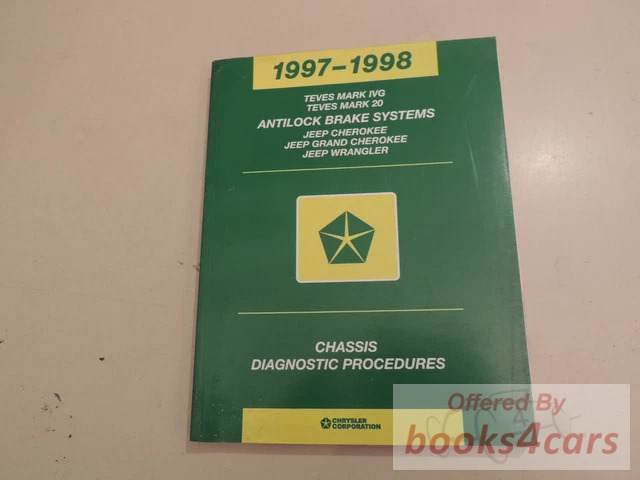 1997-1998
TEVES MARK IVG
TEVES MARK 20
ANTILOCK BRAKE SYSTEMS
JEEP CHEROKEE
JEEP GRAND CHEROKEE
JEEP WRANGLER
CHASSIS
DIAGNOSTIC PROCEDURES
CHRYSLER
CORPORATION
Offered By
books4cars
4